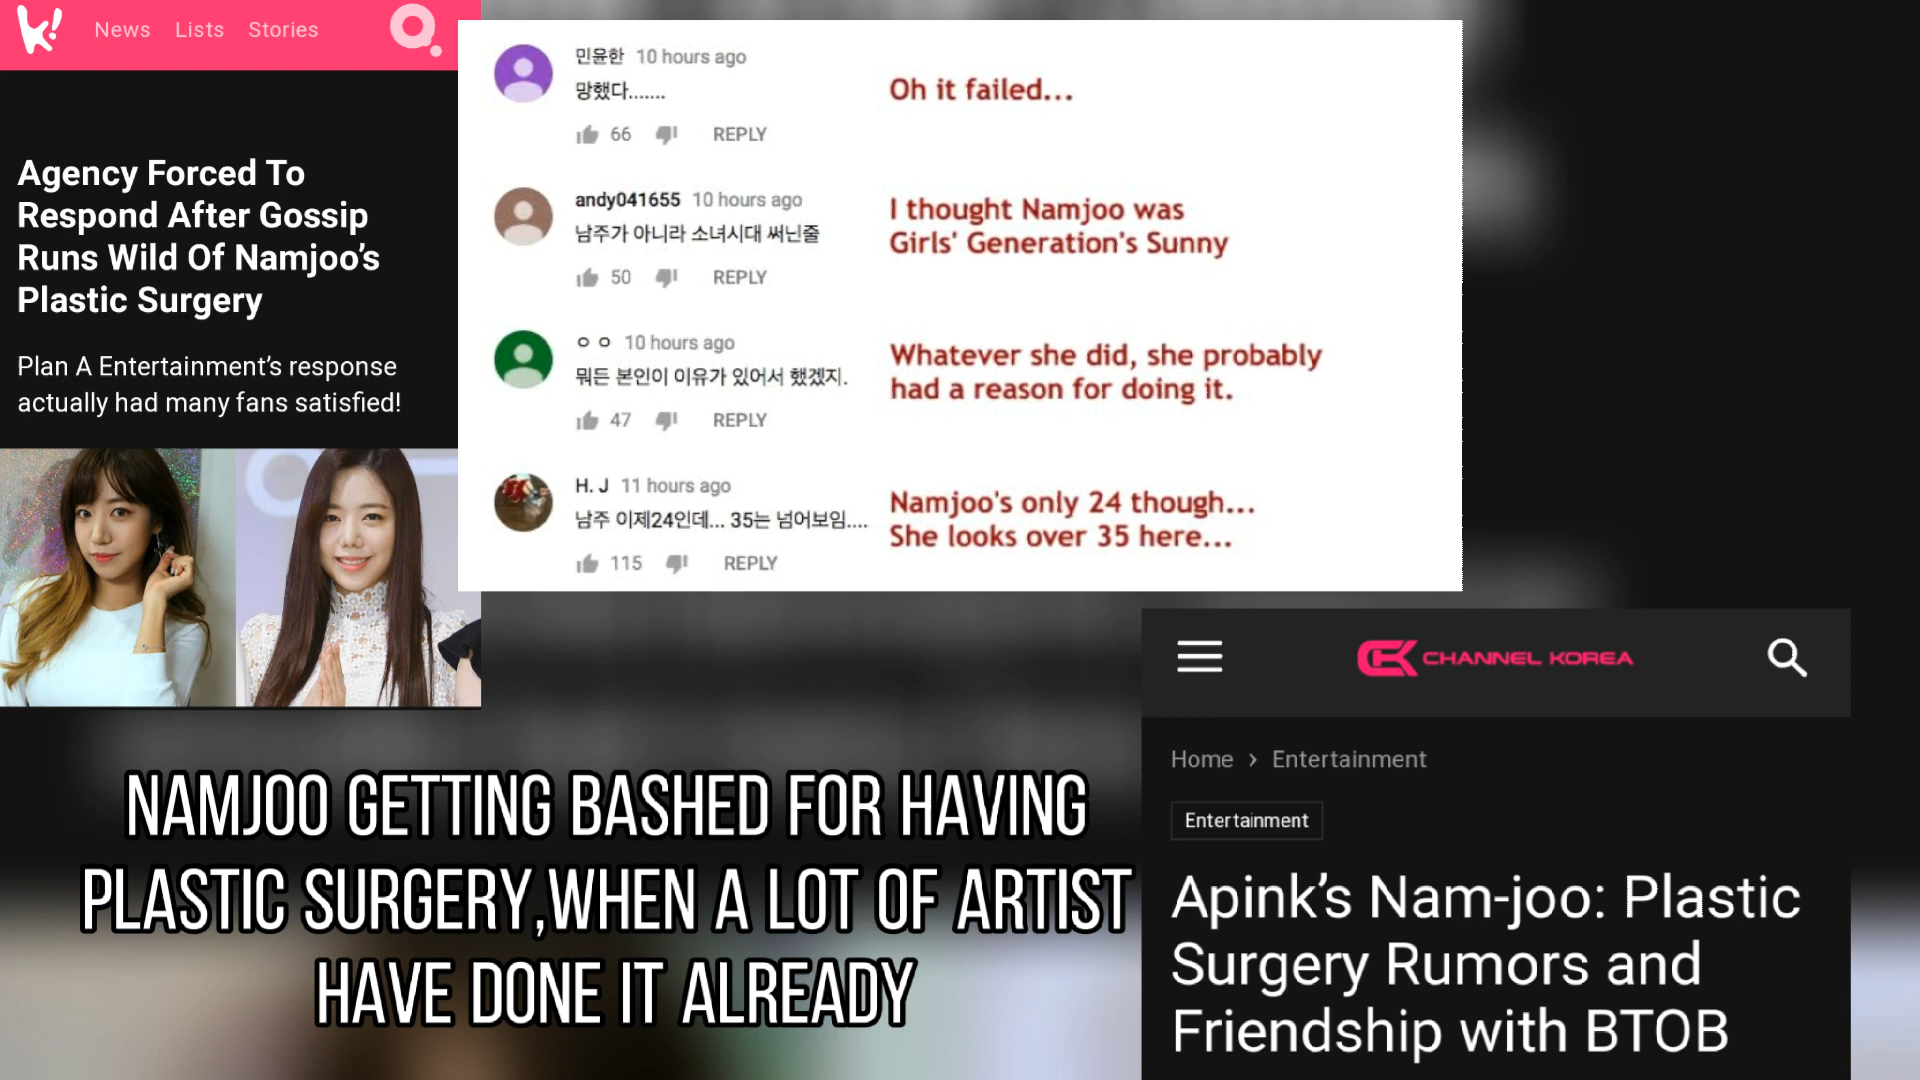 k! News Lists Stories
Agency Forced To
Respond After Gossip
Runs Wild Of Namjoo’s
Plastic Surgery
Plan A Entertainment’s response
actually had many fans satisfied!
민윤한 10 hours ago
망했다....... Oh it failed...
66 REPLY
andy041655 10 hours ago
남주가 아니라 소녀시대 써닌줄
I thought Namjoo was
Girls' Generation's Sunny
50 REPLY
ㅇ ㅇ 10 hours ago
뭐든 본인이 이유가 있어서 했겠지.
Whatever she did, she probably
had a reason for doing it.
47 REPLY
H. J 11 hours ago
남주 이제24인데... 35는 넘어보임....
Namjoo's only 24 though...
She looks over 35 here...
115 REPLY
NAMJOO GETTING BASHED FOR HAVING
PLASTIC SURGERY,WHEN A LOT OF ARTIST
HAVE DONE IT ALREADY
CK CHANNEL KOREA
Home › Entertainment
Entertainment
Apink’s Nam-joo: Plastic
Surgery Rumors and
Friendship with BTOB